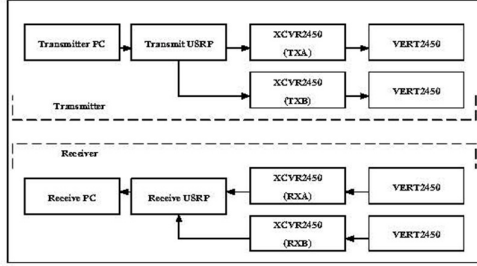 Transmitter PC
Transmit USRP
XCVR2450
(TXA)
VERT2450
XCVR2450
(TXB)
VERT2450
Transmitter
Receiver
Receive PC
Receive USRP
XCVR2450
(RXA)
VERT2450
XCVR2450
(RXB)
VERT2450